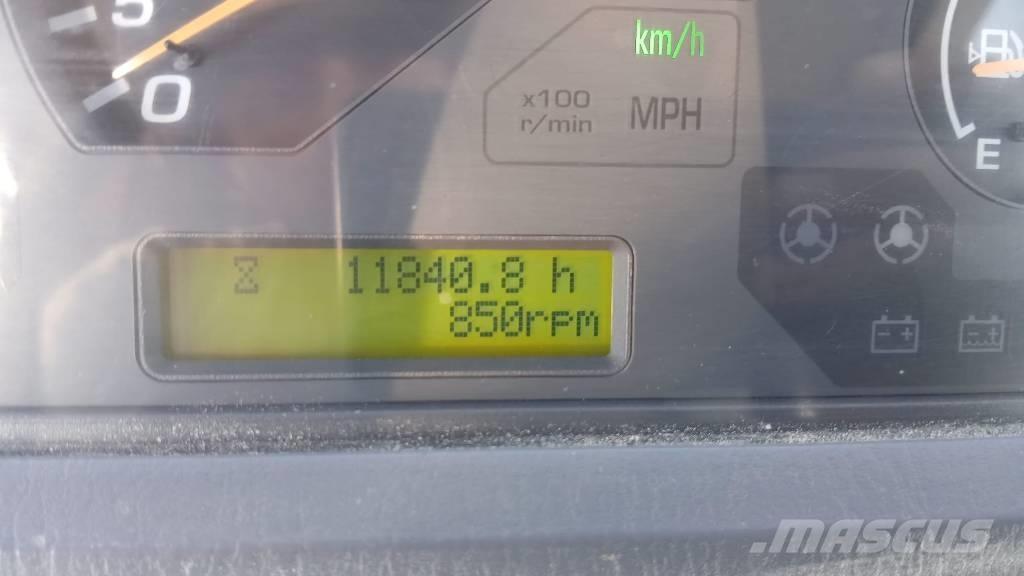 5
0
km/h
x100
r/min
MPH
E
11840.8 h
850rpm
MASCUS